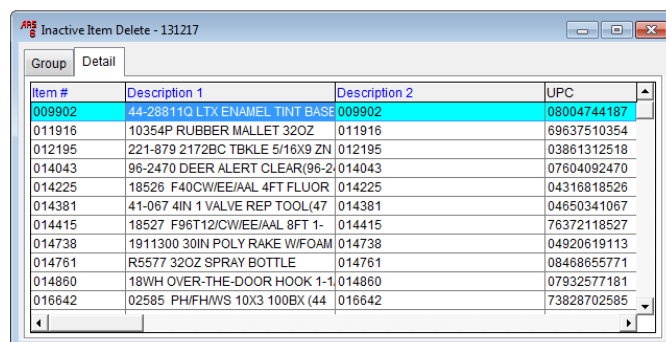 ARS
Inactive Item Delete - 131217
Group Detail
Item # Description 1 Description 2 UPC
009902 44-28811Q LTX ENAMEL TINT BASE 009902 08004744187
011916 10354P RUBBER MALLET 32OZ 011916 69637510354
012195 221-879 2172BC TBKLE 5/16X9 ZN 012195 03861312518
014043 96-2470 DEER ALERT CLEAR(96-2 014043 07604092470
014225 18526 F40CW/EE/AAL 4FT FLUOR 014225 04316818526
014381 41-067 4IN 1 VALVE REP TOOL(47 014381 04650341067
014415 18527 F96T12/CW/EE/AAL 8FT 1- 014415 76372118527
014738 1911300 30IN POLY RAKE W/FOAM 014738 04920619113
014761 R5577 32OZ SPRAY BOTTLE 014761 08468655771
014860 18WH OVER-THE-DOOR HOOK 1-1 014860 07932577181
016642 02585 PH/FH/WS 10X3 100BX (44 016642 73828702585